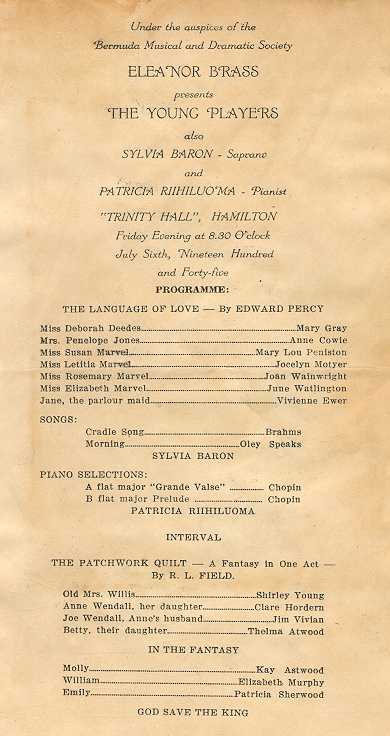 Under the auspices of the
Bermuda Musical and Dramatic Society
ELEANOR BRASS
presents
THE YOUNG PLAYERS
also
SYLVIA BARON - Soprano
and
PATRICIA RIIHILUO'MA - Pianist
"TRINITY HALL", HAMILTON
Friday Evening at 8.30 O'clock
July Sixth, Nineteen Hundred
and Forty-five
PROGRAMME:
THE LANGUAGE OF LOVE — By EDWARD PERCY
Miss Deborah Deedes Mary Gray
Mrs. Penelope Jones Anne Cowie
Miss Susan Marvel Mary Lou Peniston
Miss Letitia Marvel Jocelyn Motyer
Miss Rosemary Marvel Joan Wainwright
Miss Elizabeth Marvel June Watlington
Jane, the parlour maid Vivienne Ewer
SONGS:
Cradle Song Brahms
Morning Oley Speaks
SYLVIA BARON
PIANO SELECTIONS:
A flat major "Grande Valse" Chopin
B flat major Prelude Chopin
PATRICIA RIIHILUOMA
INTERVAL
THE PATCHWORK QUILT — A Fantasy in One Act —
By R. L. FIELD.
Old Mrs. Willis Shirley Young
Anne Wendall, her daughter Clare Hordern
Joe Wendall, Anne's husband Jim Vivian
Betty, their daughter Thelma Atwood
IN THE FANTASY
Molly Kay Astwood
William Elizabeth Murphy
Emily Patricia Sherwood
GOD SAVE THE KING